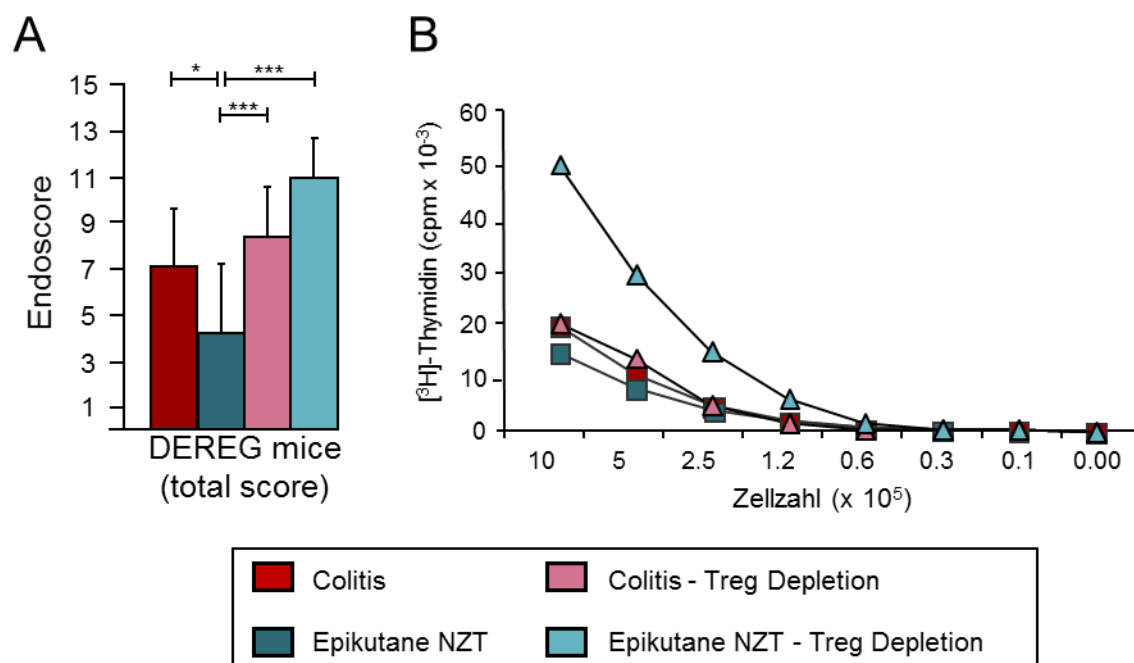 A
Endoscore
15
13
11
9
7
5
3
1
*
***
***
DEREG mice
(total score)
B
[³H]-Thymidin (cpm x 10⁻³)
60
50
40
30
20
10
0
10 5 2.5 1.2 0.6 0.3 0.1 0.00
Zellzahl (x 10⁵)
Colitis
Colitis - Treg Depletion
Epikutane NZT
Epikutane NZT - Treg Depletion